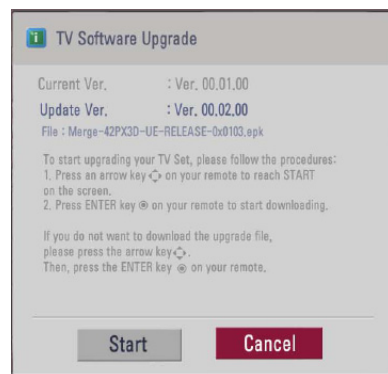 TV Software Upgrade
Current Ver. : Ver. 00.01.00
Update Ver. : Ver. 00.02.00
File : Merge-42PX3D-UE-RELEASE-0x0103.epk
To start upgrading your TV Set, please follow the procedures:
1. Press an arrow key on your remote to reach START
on the screen.
2. Press ENTER key ⊙ on your remote to start downloading.
If you do not want to download the upgrade file,
please press the arrow key .
Then, press the ENTER key ⊙ on your remote.
Start
Cancel